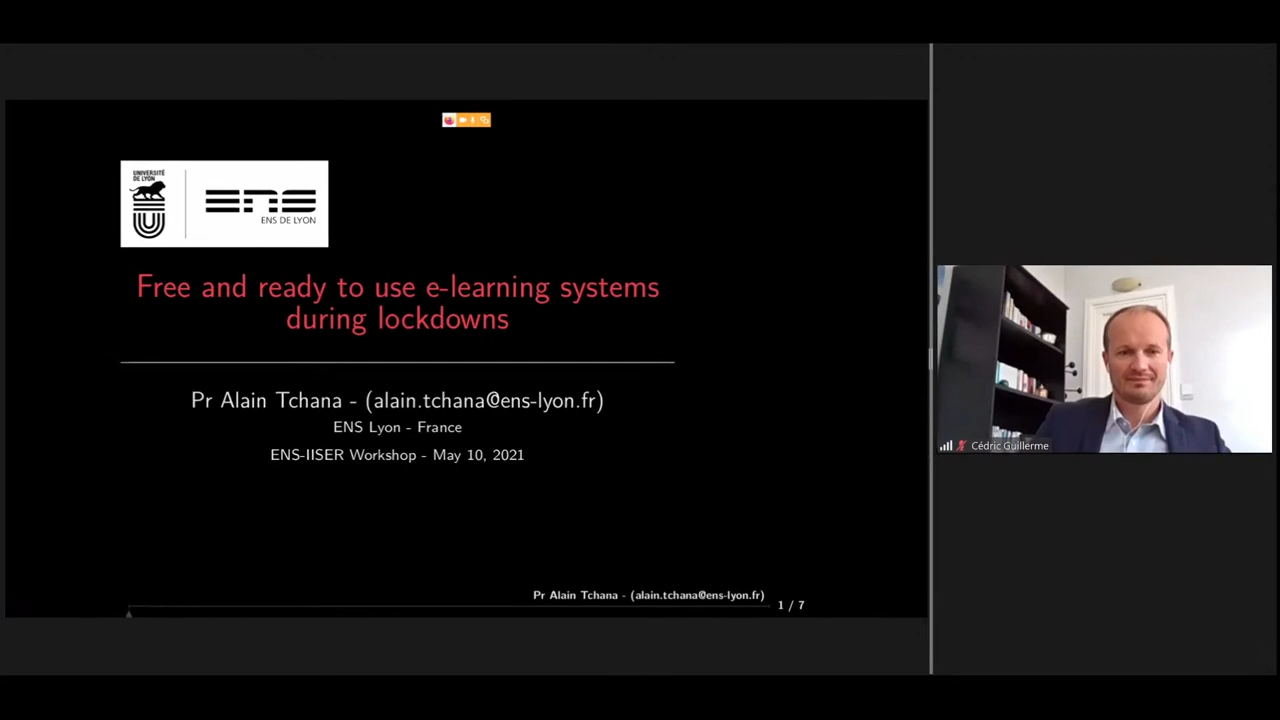 UNIVERSITÉ
DE LYON
ENS
ENS DE LYON
Free and ready to use e-learning systems
during lockdowns
Pr Alain Tchana - (alain.tchana@ens-lyon.fr)
ENS Lyon - France
ENS-IISER Workshop - May 10, 2021
Pr Alain Tchana - (alain.tchana@ens-lyon.fr)
1 / 7
Cédric Guillerme